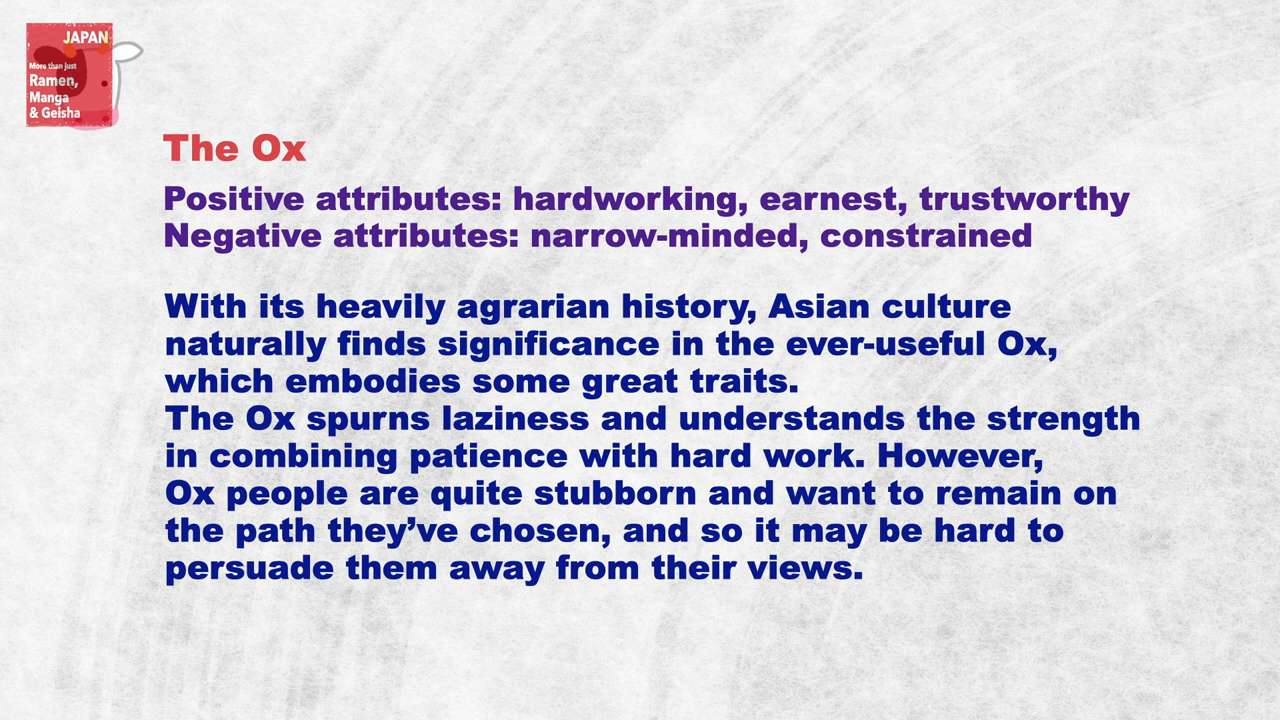 JAPAN
More than just
Ramen,
Manga
& Geisha
The Ox
Positive attributes: hardworking, earnest, trustworthy
Negative attributes: narrow-minded, constrained
With its heavily agrarian history, Asian culture
naturally finds significance in the ever-useful Ox,
which embodies some great traits.
The Ox spurns laziness and understands the strength
in combining patience with hard work. However,
Ox people are quite stubborn and want to remain on
the path they’ve chosen, and so it may be hard to
persuade them away from their views.